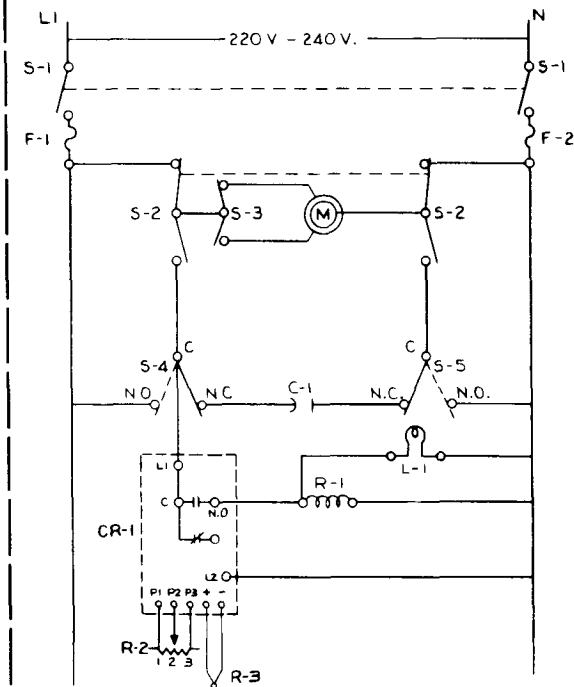 L1 N
220 V - 240 V.
S-1 S-1
F-1 F-2
S-2 S-3 M S-2
C C
S-4 S-5
N O N C C-1 N.C. N.O.
L1 L-1
C N.O R-1
CR-1
L2
P1 P2 P3 + -
R-2 1 2 3 R-3